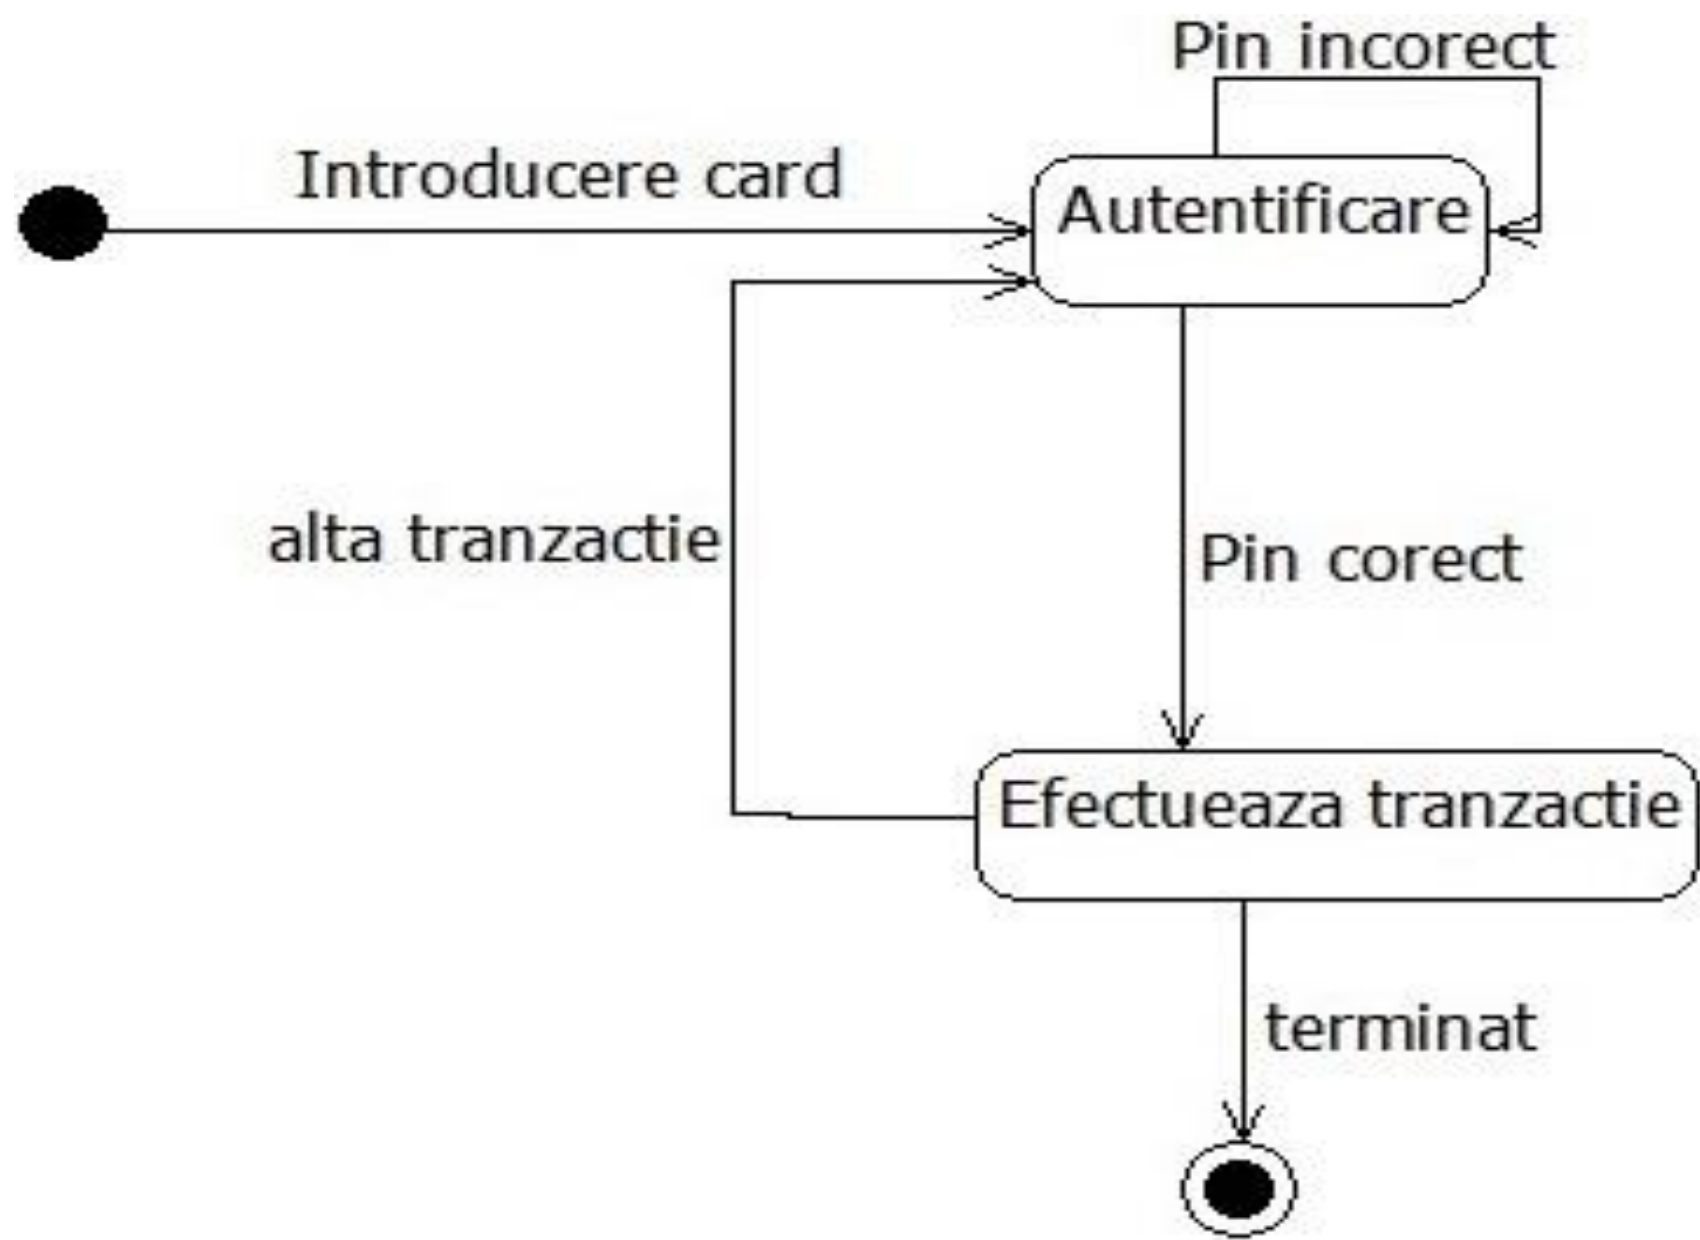 Pin incorect
Introducere card
Autentificare
alta tranzactie
Pin corect
Efectueaza tranzactie
terminat